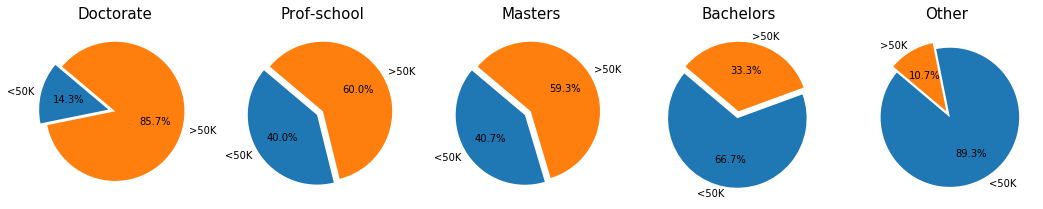 Doctorate
<50K
14.3%
85.7%
>50K
Prof-school
>50K
60.0%
40.0%
<50K
Masters
>50K
59.3%
40.7%
<50K
Bachelors
>50K
33.3%
66.7%
<50K
Other
>50K
10.7%
89.3%
<50K